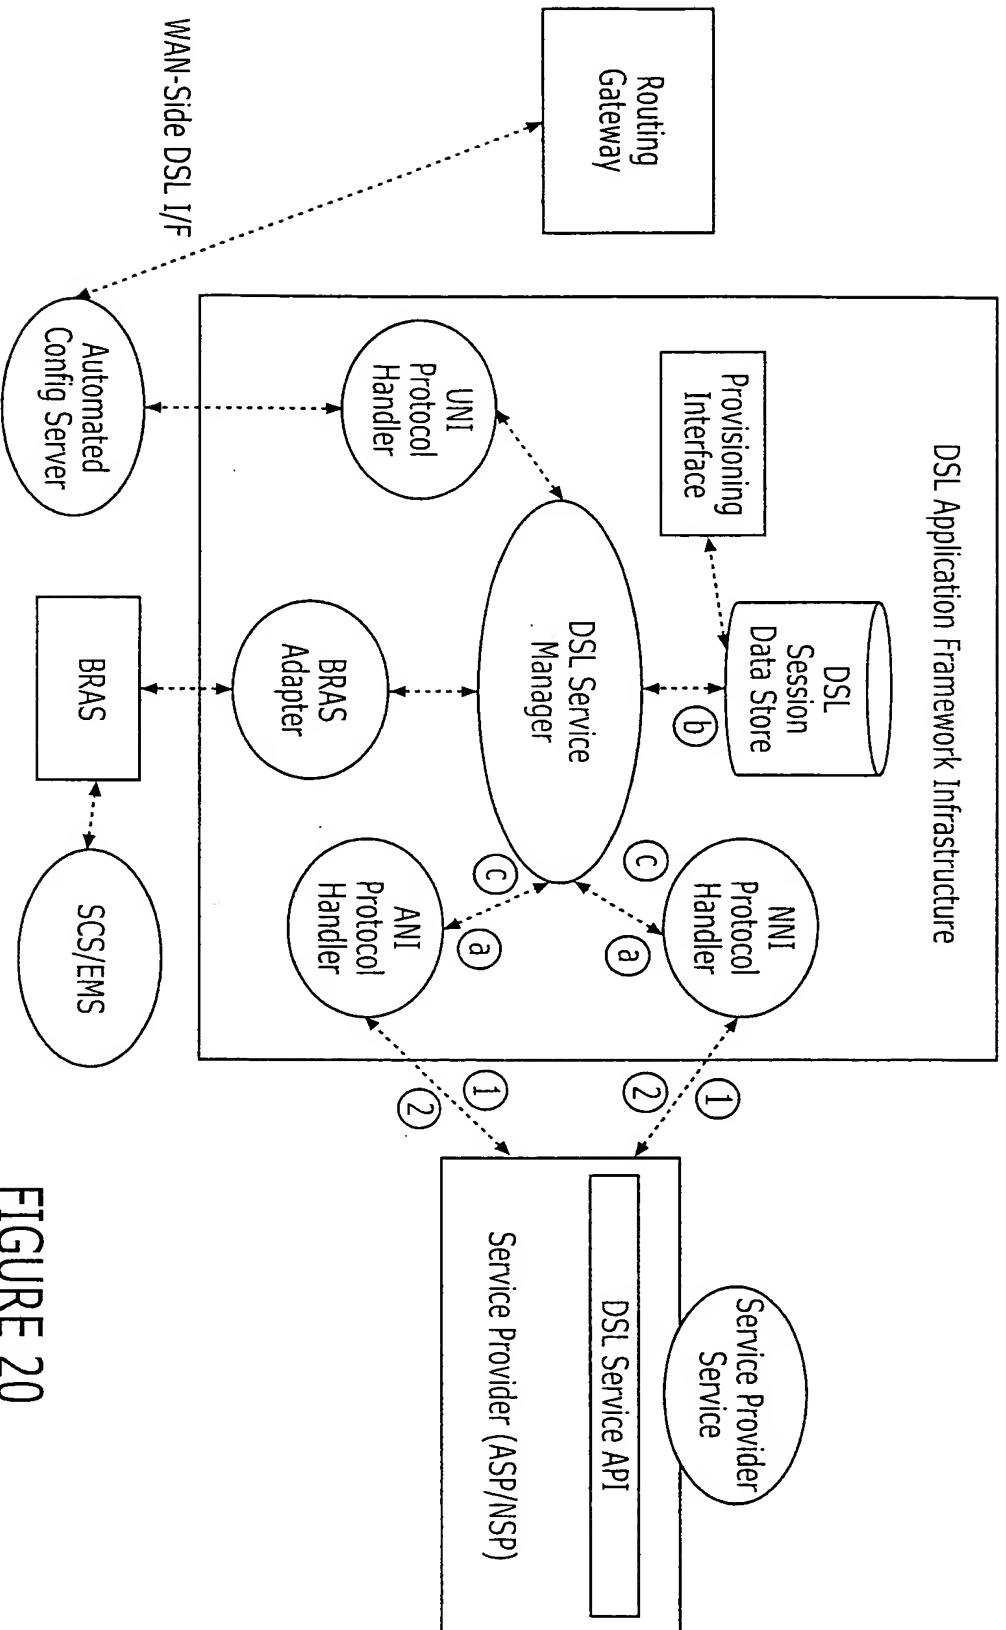 DSL Application Framework Infrastructure
Routing
Gateway
WAN-Side DSL I/F
Provisioning
Interface
DSL
Session
Data Store
b
NNI
Protocol
Handler
a
c
1
2
Service Provider
Service
DSL Service API
Service Provider (ASP/NSP)
UNI
Protocol
Handler
DSL Service
Manager
c
a
1
2
BRAS
Adapter
ANI
Protocol
Handler
Automated
Config Server
BRAS
SCS/EMS
FIGURE 20